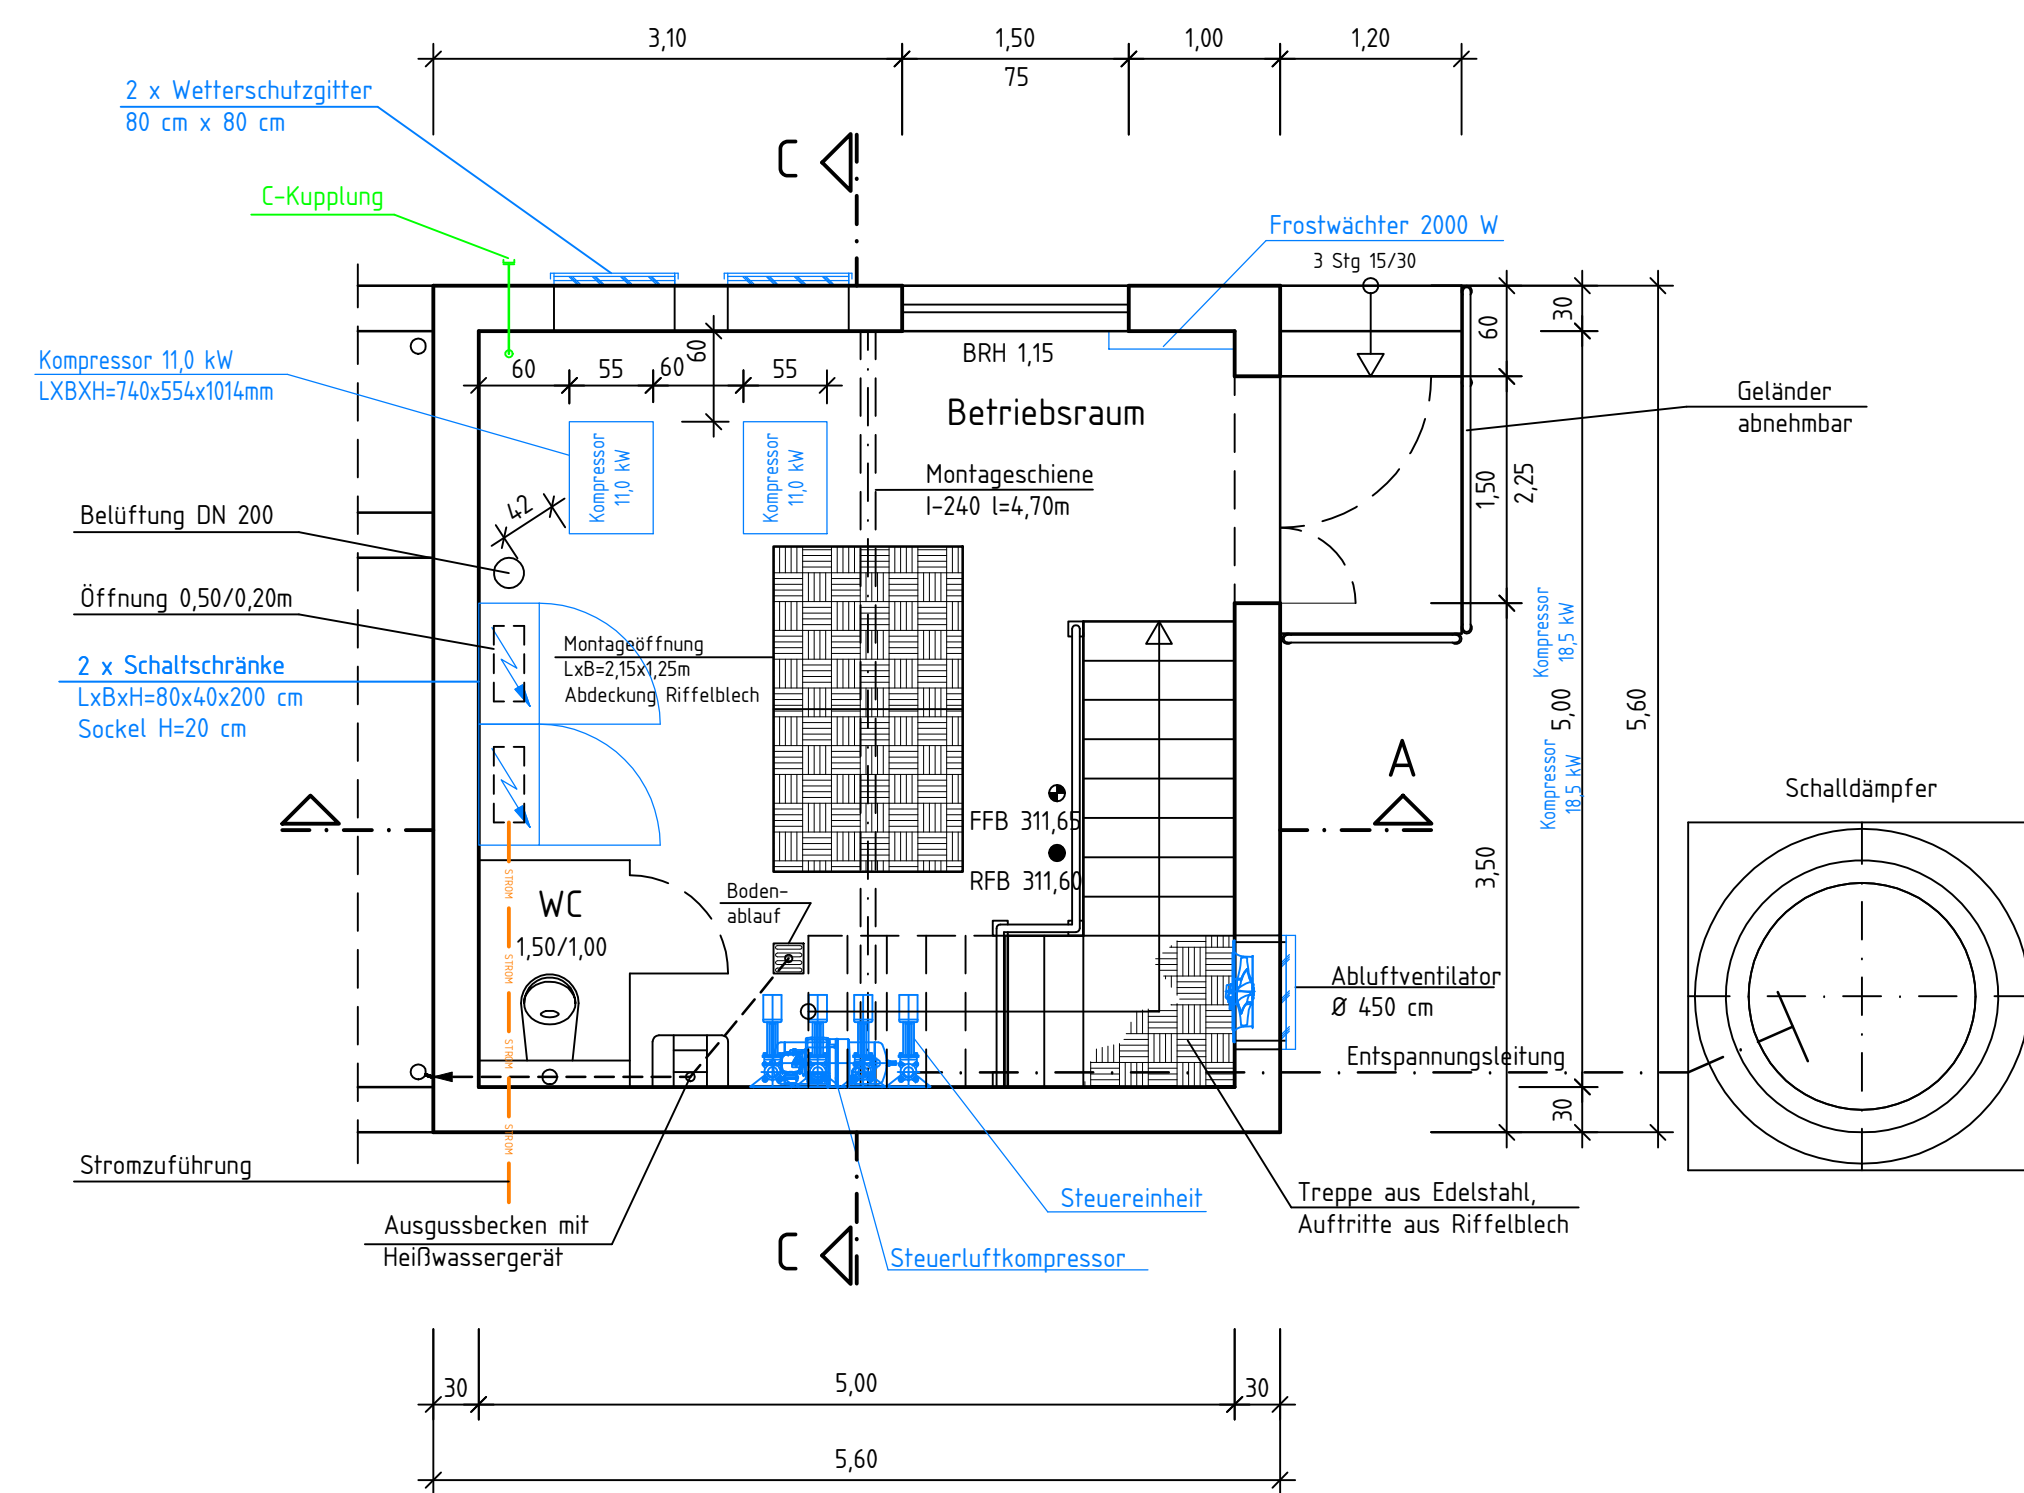 3,10
1,50
75
1,00
1,20
2 x Wetterschutzgitter
80 cm x 80 cm
C
C-Kupplung
Frostwächter 2000 W
3 Stg 15/30
30
60
Kompressor 11,0 kW
LXBXH=740x554x1014mm
60
55
60
60
55
BRH 1,15
Betriebsraum
Geländer
abnehmbar
Kompressor
11,0 kW
Kompressor
11,0 kW
Montageschiene
I-240 l=4,70m
1,50
2,25
42
Belüftung DN 200
Öffnung 0,50/0,20m
2 x Schaltschränke
LxBxH=80x40x200 cm
Sockel H=20 cm
Montageöffnung
LxB=2,15x1,25m
Abdeckung Riffelblech
Kompressor
18,5 kW
5,00
5,60
Kompressor
18,5 kW
A
Schalldämpfer
FFB 311,65
RFB 311,60
3,50
STROM
WC
1,50/1,00
Boden-
ablauf
STROM
Abluftventilator
Ø 450 cm
Entspannungsleitung
STROM
30
STROM
Stromzuführung
Ausgussbecken mit
Heißwassergerät
C
Steuereinheit
Steuerluftkompressor
Treppe aus Edelstahl,
Auftritte aus Riffelblech
30
5,00
30
5,60